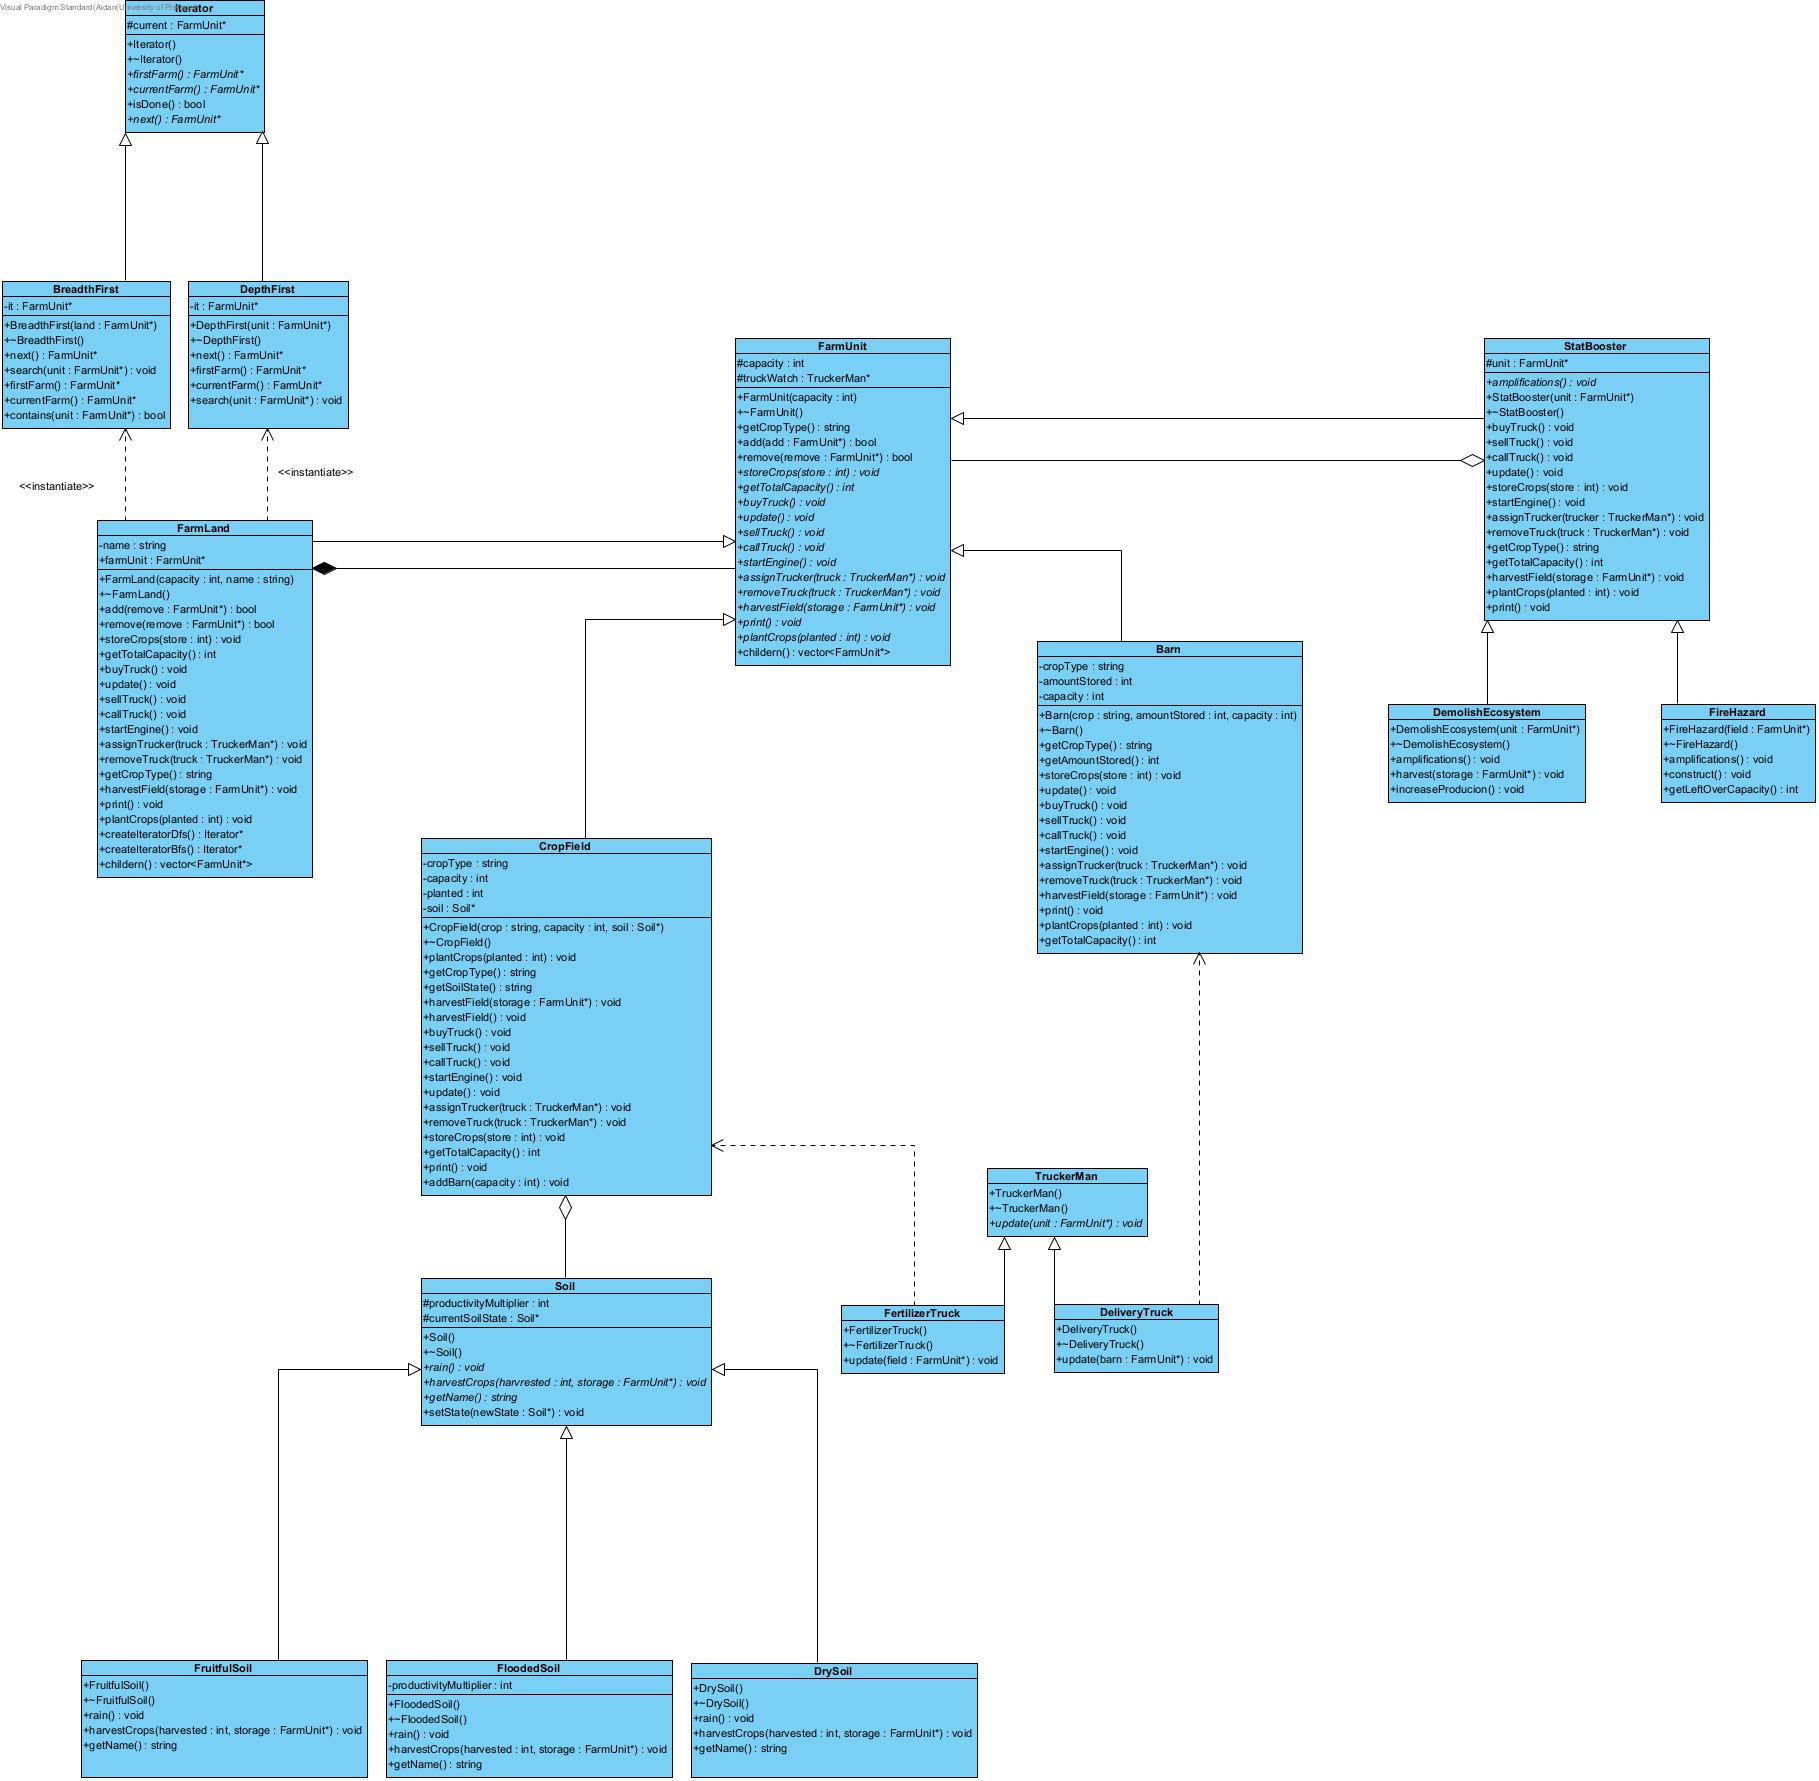 Visual Paradigm Standard(Aidan(University of Pre
Iterator
#current : FarmUnit*
+Iterator()
+~Iterator()
+firstFarm() : FarmUnit*
+currentFarm() : FarmUnit*
+isDone() : bool
+next() : FarmUnit*
BreadthFirst
-it : FarmUnit*
+BreadthFirst(land : FarmUnit*)
+~BreadthFirst()
+next() : FarmUnit*
+search(unit : FarmUnit*) : void
+firstFarm() : FarmUnit*
+currentFarm() : FarmUnit*
+contains(unit : FarmUnit*) : bool
DepthFirst
-it : FarmUnit*
+DepthFirst(unit : FarmUnit*)
+~DepthFirst()
+next() : FarmUnit*
+firstFarm() : FarmUnit*
+currentFarm() : FarmUnit*
+search(unit : FarmUnit*) : void
<<instantiate>>
<<instantiate>>
FarmLand
-name : string
+farmUnit : FarmUnit*
+FarmLand(capacity : int, name : string)
+~FarmLand()
+add(remove : FarmUnit*) : bool
+remove(remove : FarmUnit*) : bool
+storeCrops(store : int) : void
+getTotalCapacity() : int
+buyTruck() : void
+update() : void
+sellTruck() : void
+callTruck() : void
+startEngine() : void
+assignTrucker(truck : TruckerMan*) : void
+removeTruck(truck : TruckerMan*) : void
+getCropType() : string
+harvestField(storage : FarmUnit*) : void
+print() : void
+plantCrops(planted : int) : void
+createIteratorDfs() : Iterator*
+createIteratorBfs() : Iterator*
+childern() : vector<FarmUnit*>
FarmUnit
#capacity : int
#truckWatch : TruckerMan*
+FarmUnit(capacity : int)
+~FarmUnit()
+getCropType() : string
+add(add : FarmUnit*) : bool
+remove(remove : FarmUnit*) : bool
+storeCrops(store : int) : void
+getTotalCapacity() : int
+buyTruck() : void
+update() : void
+sellTruck() : void
+callTruck() : void
+startEngine() : void
+assignTrucker(truck : TruckerMan*) : void
+removeTruck(truck : TruckerMan*) : void
+harvestField(storage : FarmUnit*) : void
+print() : void
+plantCrops(planted : int) : void
+childern() : vector<FarmUnit*>
StatBooster
#unit : FarmUnit*
+amplifications() : void
+StatBooster(unit : FarmUnit*)
+~StatBooster()
+buyTruck() : void
+sellTruck() : void
+callTruck() : void
+update() : void
+storeCrops(store : int) : void
+startEngine() : void
+assignTrucker(trucker : TruckerMan*) : void
+removeTruck(truck : TruckerMan*) : void
+getCropType() : string
+getTotalCapacity() : int
+harvestField(storage : FarmUnit*) : void
+plantCrops(planted : int) : void
+print() : void
Barn
-cropType : string
-amountStored : int
-capacity : int
+Barn(crop : string, amountStored : int, capacity : int)
+~Barn()
+getCropType() : string
+getAmountStored() : int
+storeCrops(store : int) : void
+update() : void
+buyTruck() : void
+sellTruck() : void
+callTruck() : void
+startEngine() : void
+assignTrucker(truck : TruckerMan*) : void
+removeTruck(truck : TruckerMan*) : void
+harvestField(storage : FarmUnit*) : void
+print() : void
+plantCrops(planted : int) : void
+getTotalCapacity() : int
DemolishEcosystem
+DemolishEcosystem(unit : FarmUnit*)
+~DemolishEcosystem()
+amplifications() : void
+harvest(storage : FarmUnit*) : void
+increaseProducion() : void
FireHazard
+FireHazard(field : FarmUnit*)
+~FireHazard()
+amplifications() : void
+construct() : void
+getLeftOverCapacity() : int
CropField
-cropType : string
-capacity : int
-planted : int
-soil : Soil*
+CropField(crop : string, capacity : int, soil : Soil*)
+~CropField()
+plantCrops(planted : int) : void
+getCropType() : string
+getSoilState() : string
+harvestField(storage : FarmUnit*) : void
+harvestField() : void
+buyTruck() : void
+sellTruck() : void
+callTruck() : void
+startEngine() : void
+update() : void
+assignTrucker(truck : TruckerMan*) : void
+removeTruck(truck : TruckerMan*) : void
+storeCrops(store : int) : void
+getTotalCapacity() : int
+print() : void
+addBarn(capacity : int) : void
TruckerMan
+TruckerMan()
+~TruckerMan()
+update(unit : FarmUnit*) : void
FertilizerTruck
+FertilizerTruck()
+~FertilizerTruck()
+update(field : FarmUnit*) : void
DeliveryTruck
+DeliveryTruck()
+~DeliveryTruck()
+update(barn : FarmUnit*) : void
Soil
#productivityMultiplier : int
#currentSoilState : Soil*
+Soil()
+~Soil()
+rain() : void
+harvestCrops(harvrested : int, storage : FarmUnit*) : void
+getName() : string
+setState(newState : Soil*) : void
FruitfulSoil
+FruitfulSoil()
+~FruitfulSoil()
+rain() : void
+harvestCrops(harvested : int, storage : FarmUnit*) : void
+getName() : string
FloodedSoil
-productivityMultiplier : int
+FloodedSoil()
+~FloodedSoil()
+rain() : void
+harvestCrops(harvested : int, storage : FarmUnit*) : void
+getName() : string
DrySoil
+DrySoil()
+~DrySoil()
+rain() : void
+harvestCrops(harvested : int, storage : FarmUnit*) : void
+getName() : string